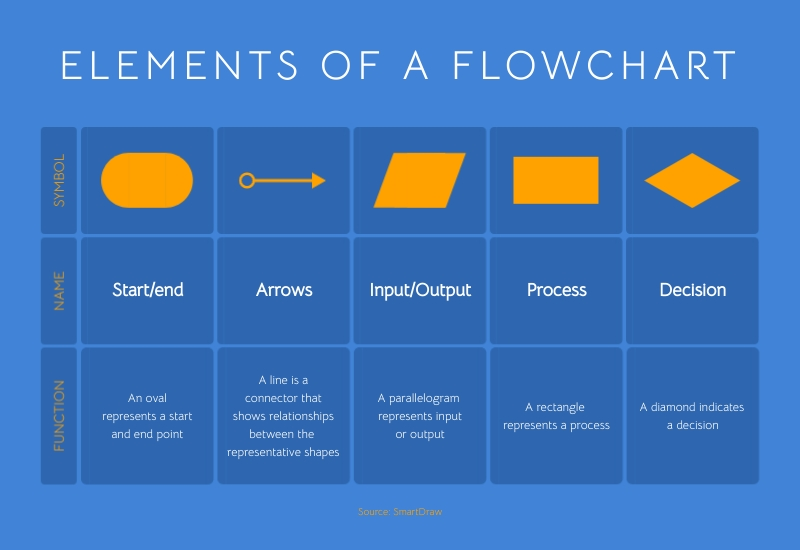 ELEMENTS OF A FLOWCHART
SYMBOL
NAME
Start/end
Arrows
Input/Output
Process
Decision
FUNCTION
An oval
represents a start
and end point
A line is a
connector that
shows relationships
between the
representative shapes
A parallelogram
represents input
or output
A rectangle
represents a process
A diamond indicates
a decision
Source: SmartDraw